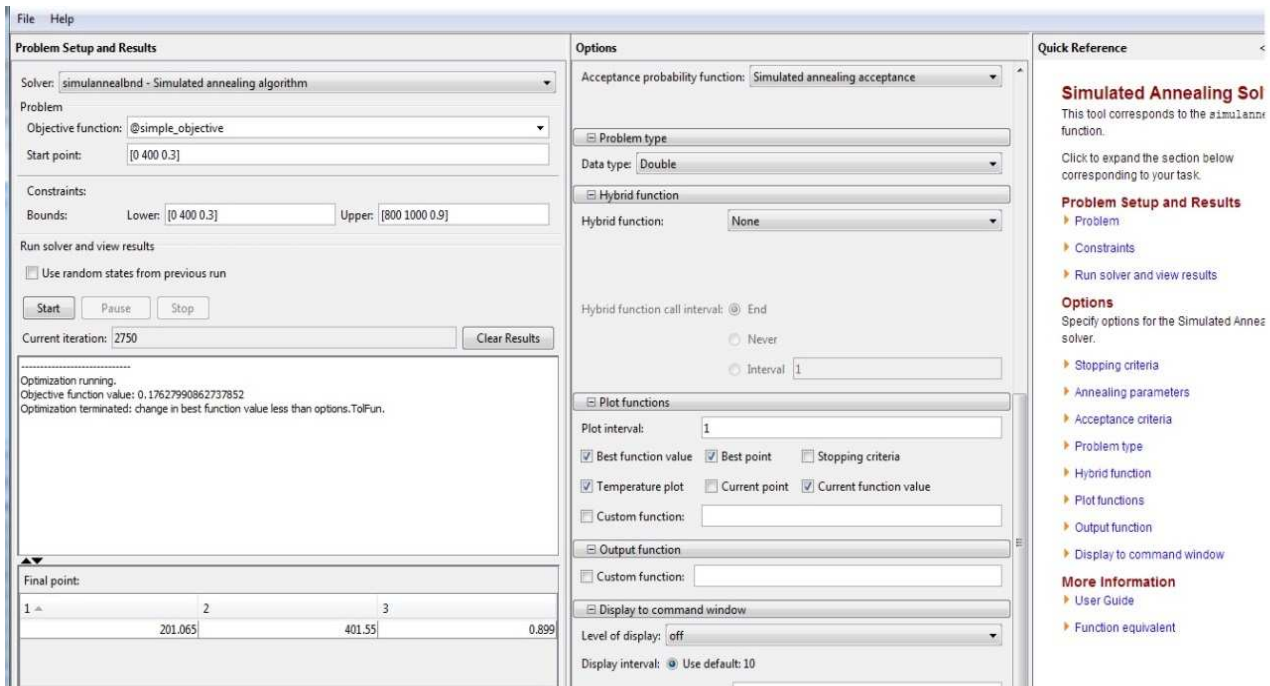 File Help
Problem Setup and Results
Solver: simulannealbnd - Simulated annealing algorithm
Problem
Objective function: @simple_objective
Start point: [0 400 0.3]
Constraints:
Bounds: Lower: [0 400 0.3] Upper: [800 1000 0.9]
Run solver and view results
Use random states from previous run
Start Pause Stop
Current iteration: 2750 Clear Results
------------------------------
Optimization running.
Objective function value: 0.17627990862737852
Optimization terminated: change in best function value less than options.TolFun.
Final point:
1 2 3
201.065 401.55 0.899
Options
Acceptance probability function: Simulated annealing acceptance
Problem type
Data type: Double
Hybrid function
Hybrid function: None
Hybrid function call interval: End
Never
Interval 1
Plot functions
Plot interval: 1
Best function value Best point Stopping criteria
Temperature plot Current point Current function value
Custom function:
Output function
Custom function:
Display to command window
Level of display: off
Display interval: Use default: 10
Quick Reference <
Simulated Annealing Sol
This tool corresponds to the simulanne
function.
Click to expand the section below
corresponding to your task.
Problem Setup and Results
Problem
Constraints
Run solver and view results
Options
Specify options for the Simulated Annea
solver.
Stopping criteria
Annealing parameters
Acceptance criteria
Problem type
Hybrid function
Plot functions
Output function
Display to command window
More Information
User Guide
Function equivalent